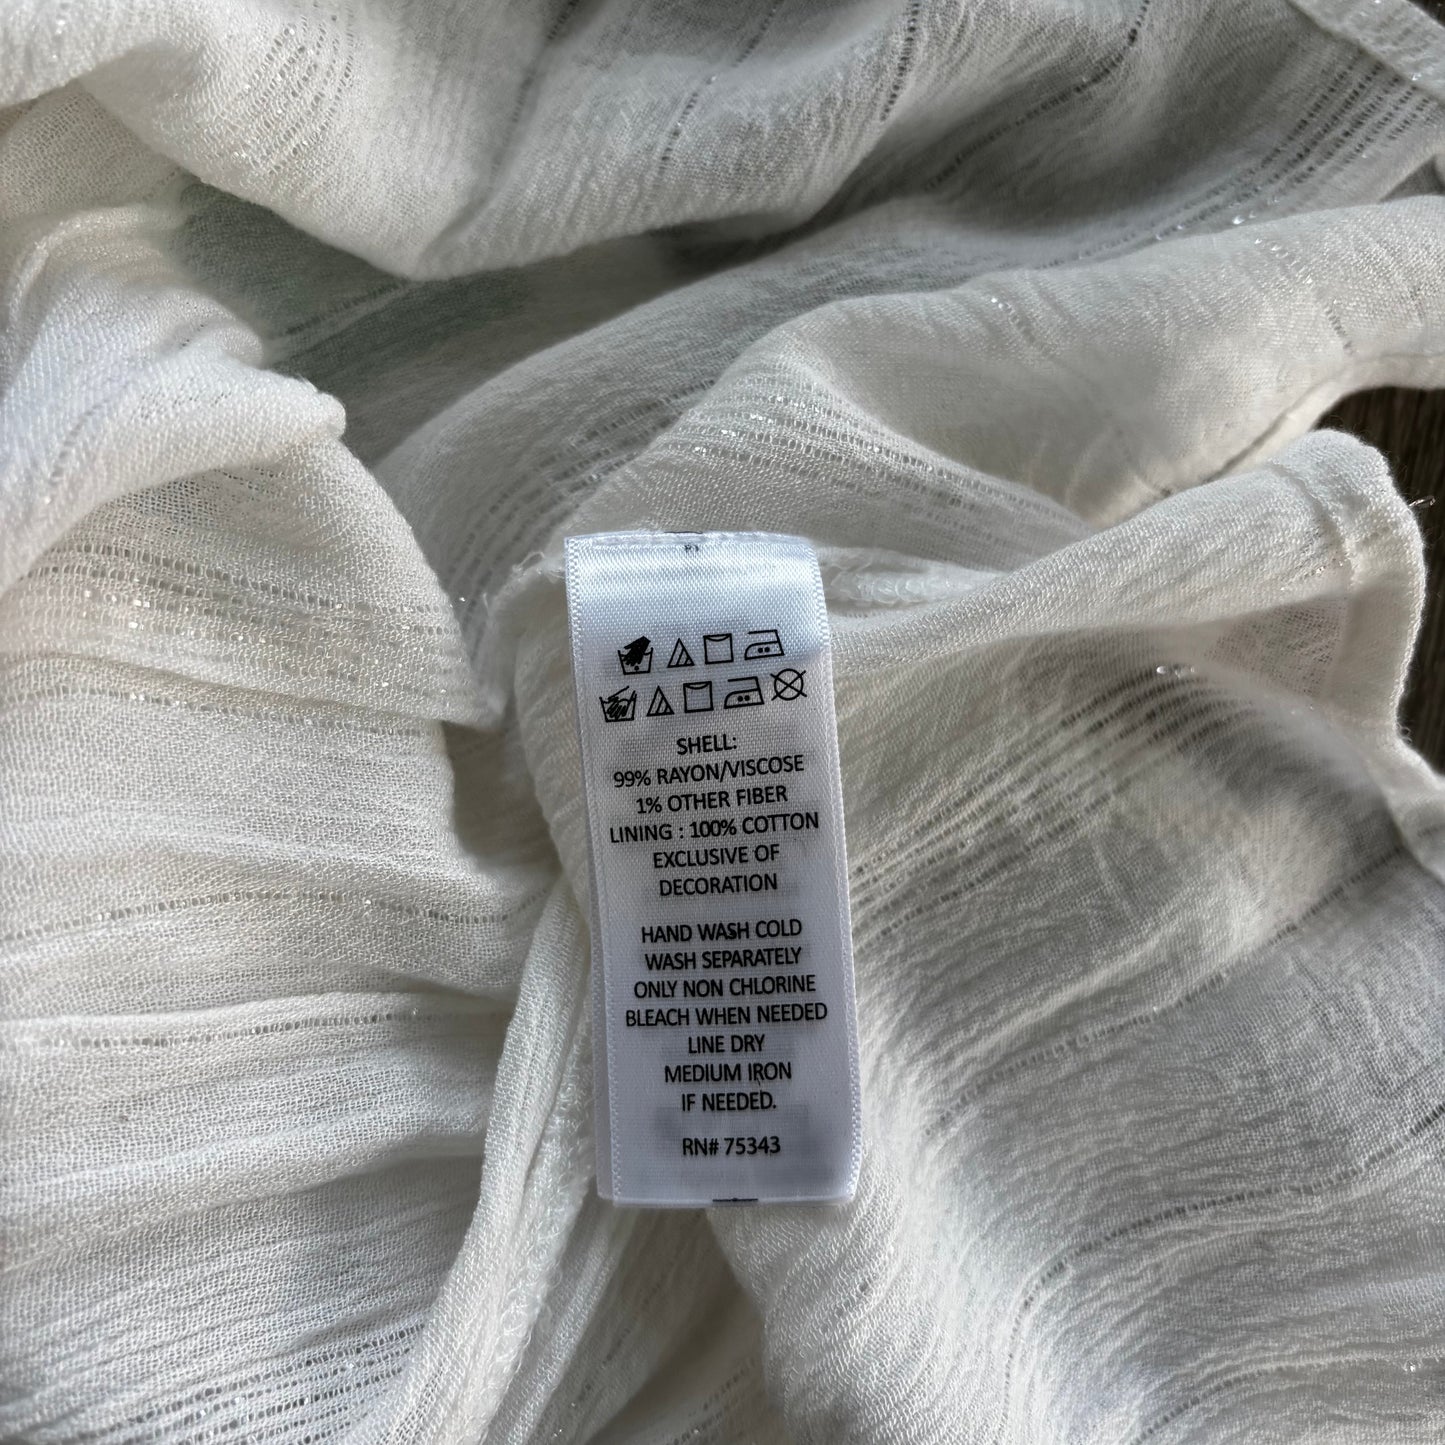 SHELL:
99% RAYON/VISCOSE
1% OTHER FIBER
LINING : 100% COTTON
EXCLUSIVE OF
DECORATION
HAND WASH COLD
WASH SEPARATELY
ONLY NON CHLORINE
BLEACH WHEN NEEDED
LINE DRY
MEDIUM IRON
IF NEEDED.
RN# 75343